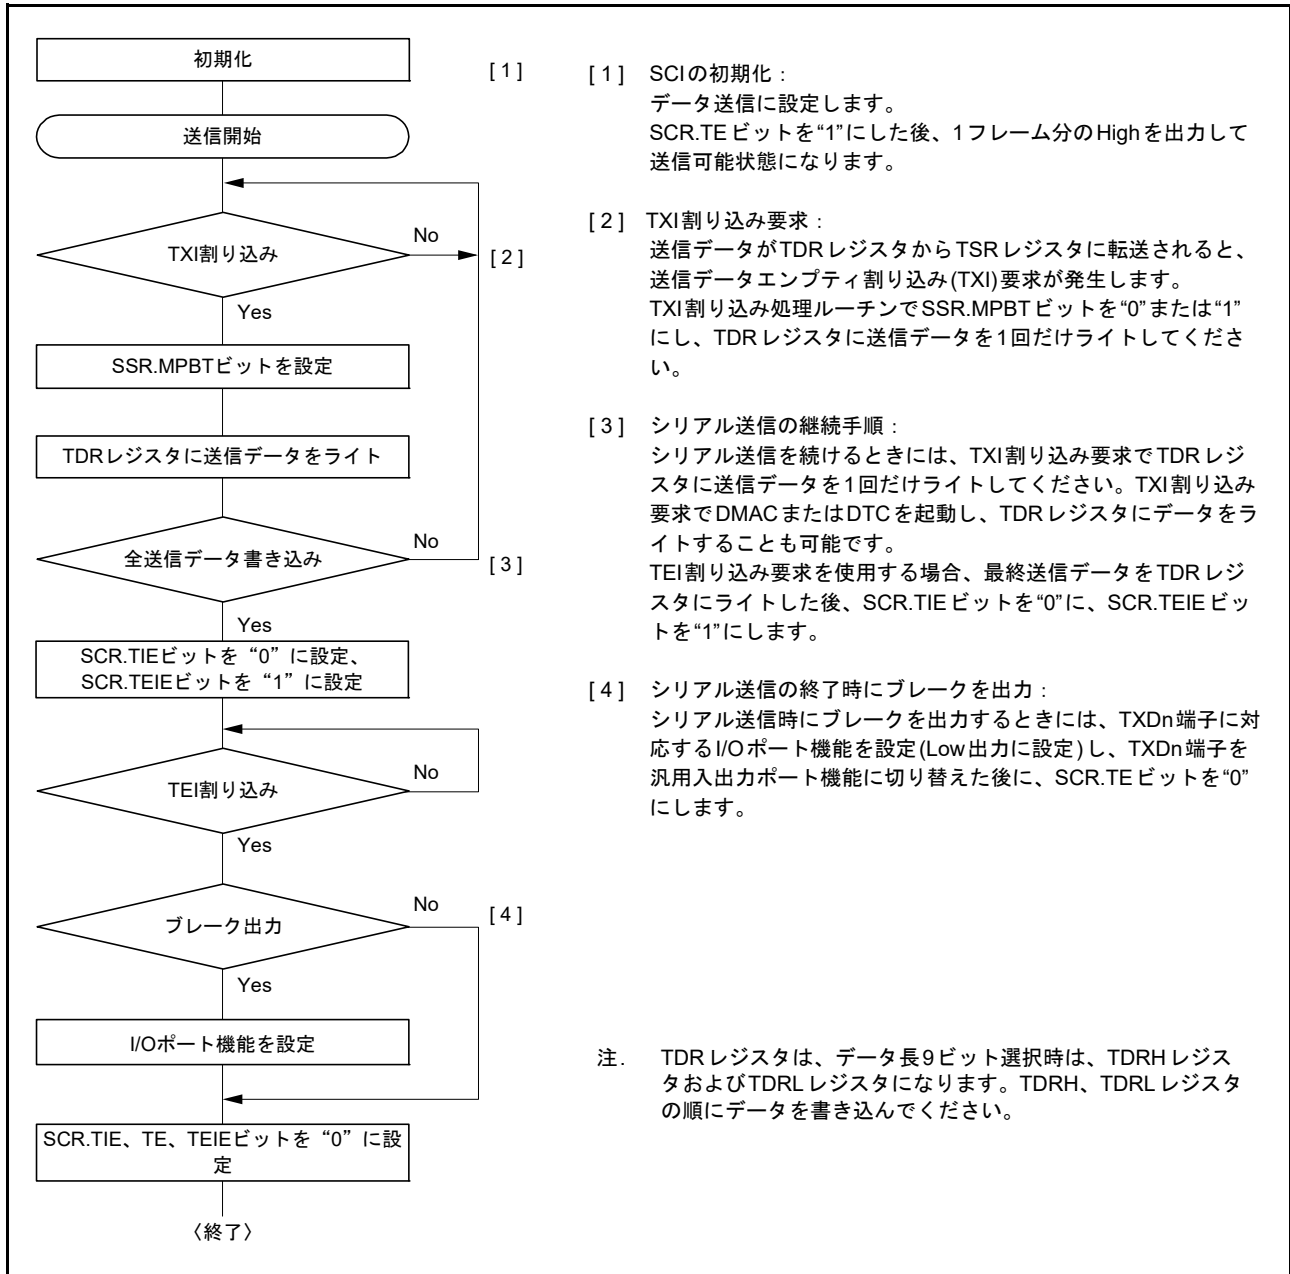 初期化
[ 1 ]
送信開始
TXI割り込み
No
[ 2 ]
Yes
SSR.MPBTビットを設定
TDRレジスタに送信データをライト
全送信データ書き込み
No
[ 3 ]
Yes
SCR.TIEビットを“0”に設定、
SCR.TEIEビットを“1”に設定
TEI割り込み
No
Yes
ブレーク出力
No
[ 4 ]
Yes
I/Oポート機能を設定
SCR.TIE、TE、TEIEビットを“0”に設
定
〈終了〉
[ 1 ] SCIの初期化：
データ送信に設定します。
SCR.TEビットを“1”にした後、1フレーム分のHighを出力して
送信可能状態になります。
[ 2 ] TXI割り込み要求：
送信データがTDRレジスタからTSRレジスタに転送されると、
送信データエンプティ割り込み(TXI)要求が発生します。
TXI割り込み処理ルーチンでSSR.MPBTビットを“0”または“1”
にし、TDRレジスタに送信データを1回だけライトしてくださ
い。
[ 3 ] シリアル送信の継続手順：
シリアル送信を続けるときには、TXI割り込み要求でTDRレジ
スタに送信データを1回だけライトしてください。TXI割り込み
要求でDMACまたはDTCを起動し、TDRレジスタにデータをラ
イトすることも可能です。
TEI割り込み要求を使用する場合、最終送信データをTDRレジ
スタにライトした後、SCR.TIEビットを“0”に、SCR.TEIEビッ
トを“1”にします。
[ 4 ] シリアル送信の終了時にブレークを出力：
シリアル送信時にブレークを出力するときには、TXDn端子に対
応するI/Oポート機能を設定(Low出力に設定)し、TXDn端子を
汎用入出力ポート機能に切り替えた後に、SCR.TEビットを“0”
にします。
注. TDRレジスタは、データ長9ビット選択時は、TDRHレジス
タおよびTDRLレジスタになります。TDRH、TDRLレジスタ
の順にデータを書き込んでください。